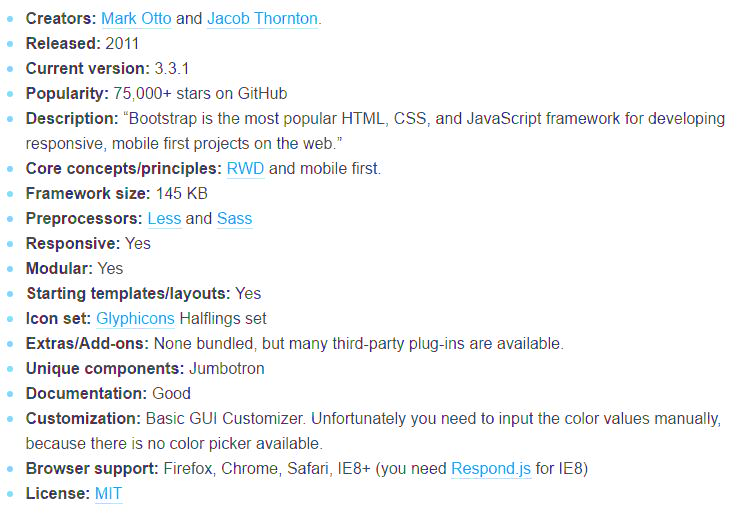 Creators: Mark Otto and Jacob Thornton.
Released: 2011
Current version: 3.3.1
Popularity: 75,000+ stars on GitHub
Description: “Bootstrap is the most popular HTML, CSS, and JavaScript framework for developing
responsive, mobile first projects on the web.”
Core concepts/principles: RWD and mobile first.
Framework size: 145 KB
Preprocessors: Less and Sass
Responsive: Yes
Modular: Yes
Starting templates/layouts: Yes
Icon set: Glyphicons Halflings set
Extras/Add-ons: None bundled, but many third-party plug-ins are available.
Unique components: Jumbotron
Documentation: Good
Customization: Basic GUI Customizer. Unfortunately you need to input the color values manually,
because there is no color picker available.
Browser support: Firefox, Chrome, Safari, IE8+ (you need Respond.js for IE8)
License: MIT